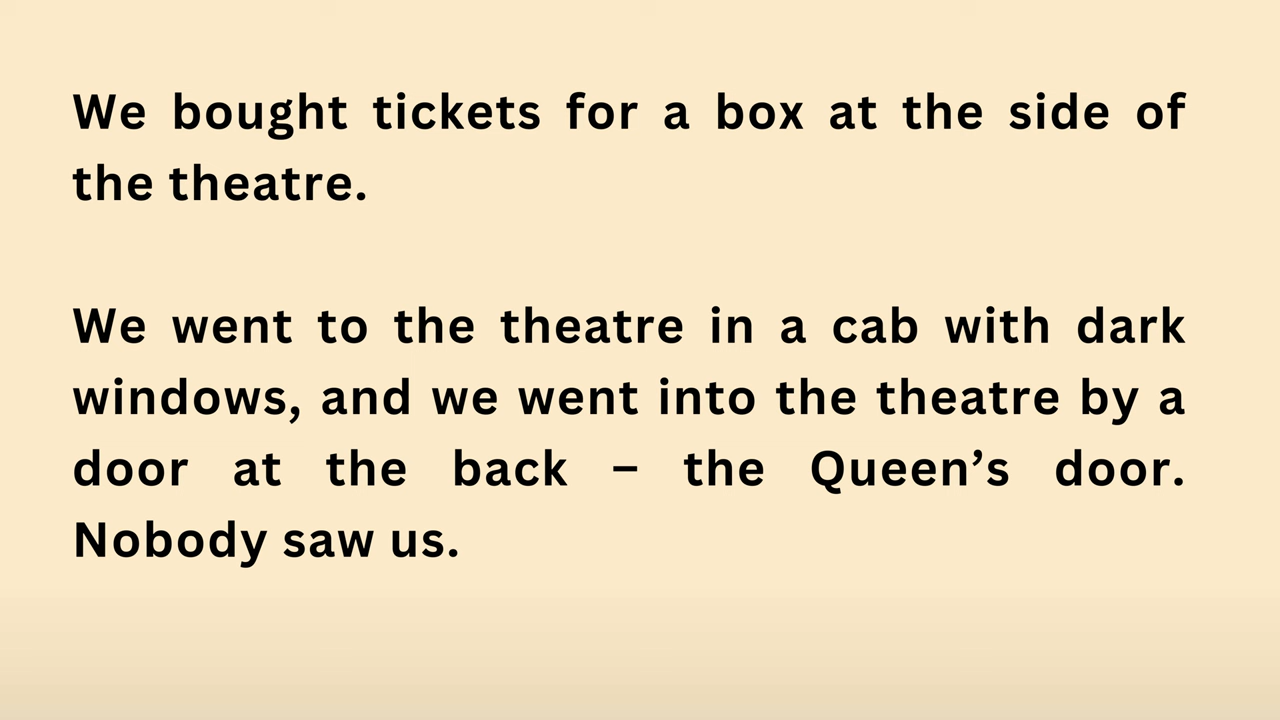 We bought tickets for a box at the side of
the theatre.
We went to the theatre in a cab with dark
windows, and we went into the theatre by a
door at the back – the Queen’s door.
Nobody saw us.